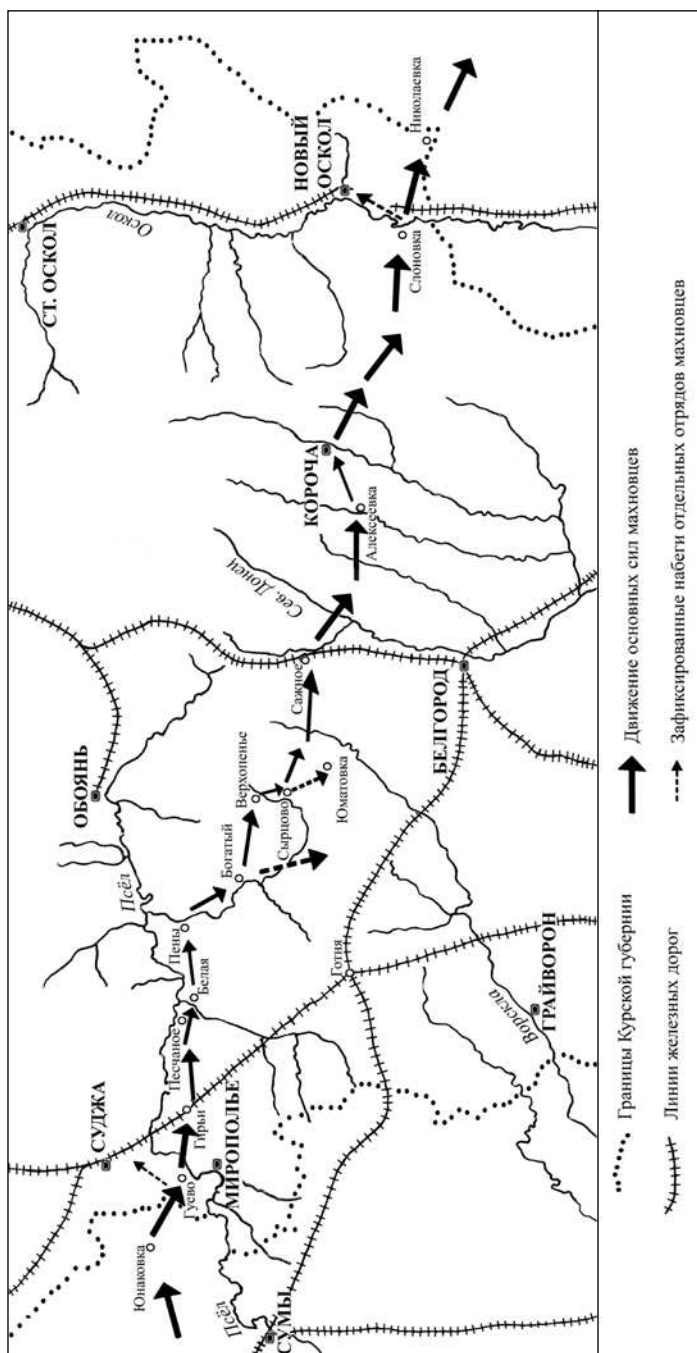 СТ. ОСКОЛ
Оскол
НОВЫЙ
ОСКОЛ
Николаевка
Слоновка
КОРОЧА
Алексеевка
Сев. Донец
Сажное
БЕЛГОРОД
ОБОЯНЬ
Псёл
Верхопенье
Сырцово
Юматовка
Богатый
Пены
Белая
Песчаное
Готня
Ворскла
ГРАЙВОРОН
СУДЖА
Гирьи
МИРОПОЛЬЕ
Гуево
Юнаковка
Псёл
СУМЫ
Границы Курской губернии
Линии железных дорог
Движение основных сил махновцев
Зафиксированные набеги отдельных отрядов махновцев